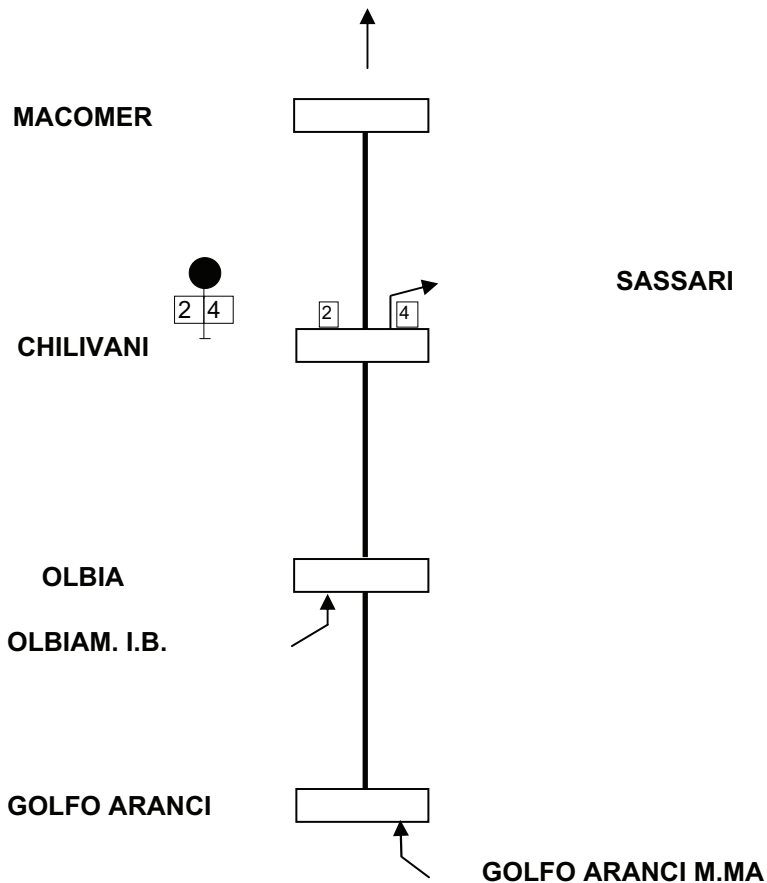 MACOMER
SASSARI
2 4
2
4
CHILIVANI
OLBIA
OLBIAM. I.B.
GOLFO ARANCI
GOLFO ARANCI M.MA